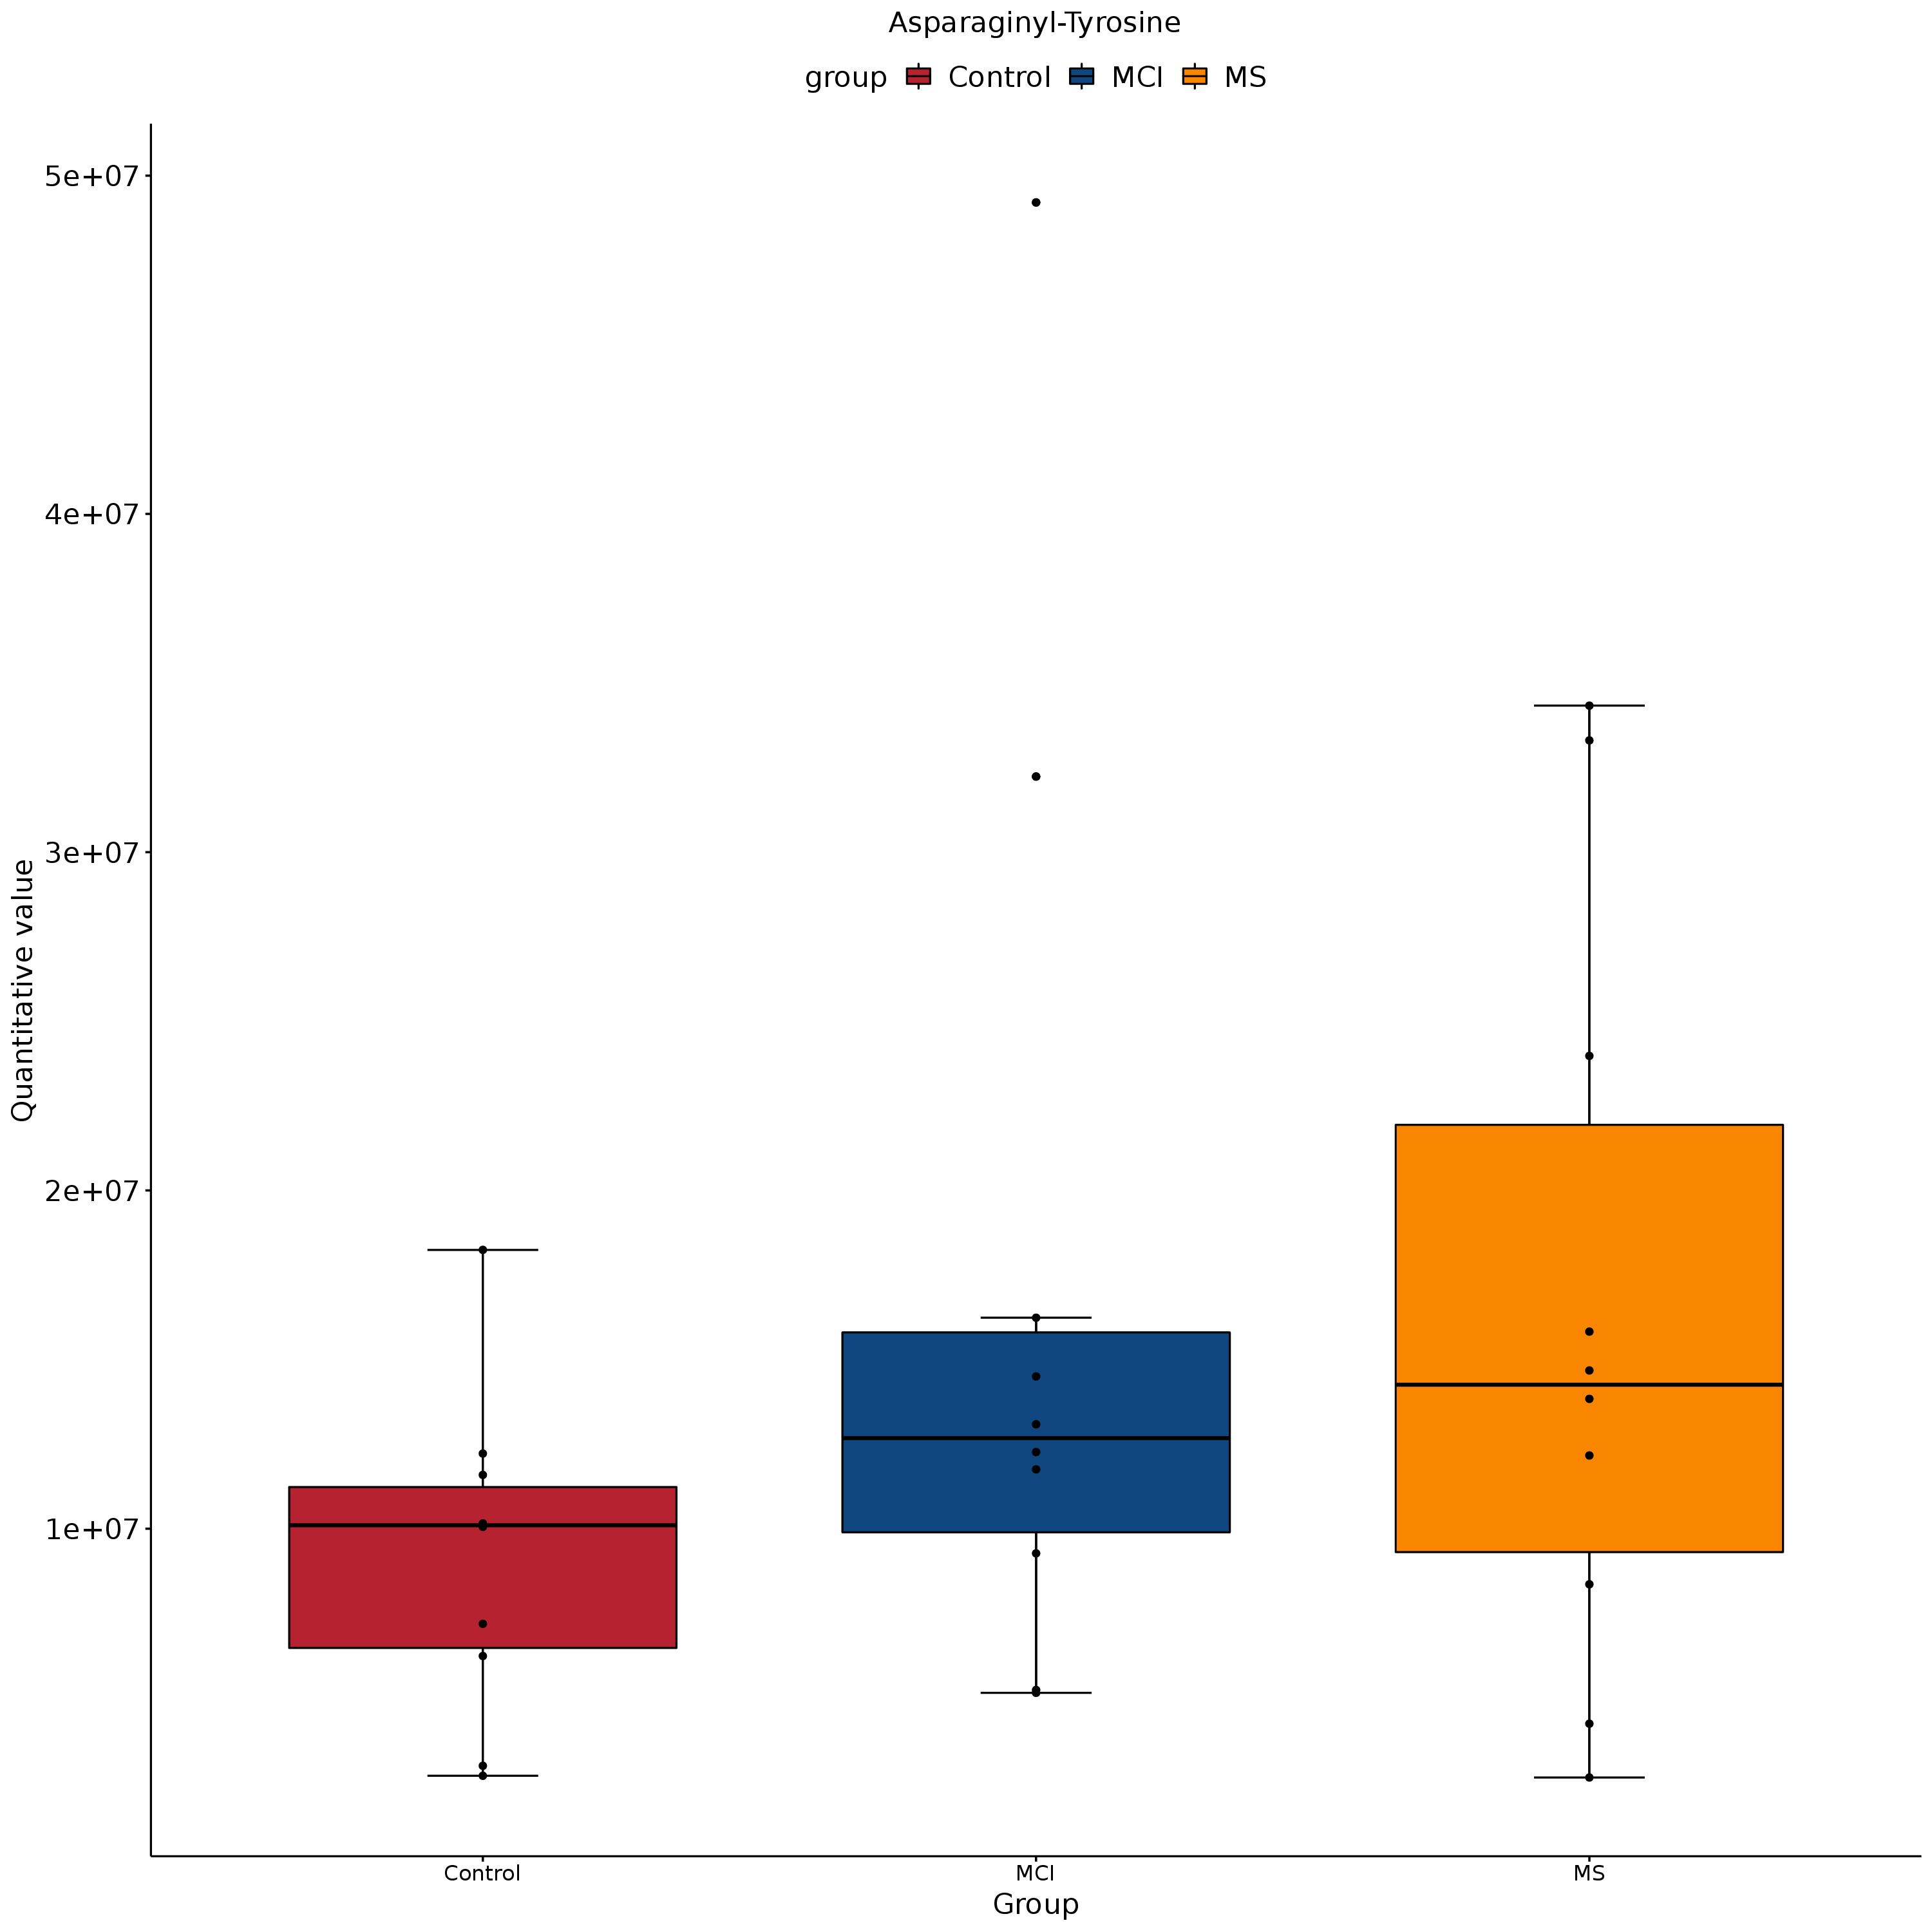 Asparaginyl-Tyrosine
group Control MCI MS
Quantitative value
5e+07
4e+07
3e+07
2e+07
1e+07
Control MCI MS
Group